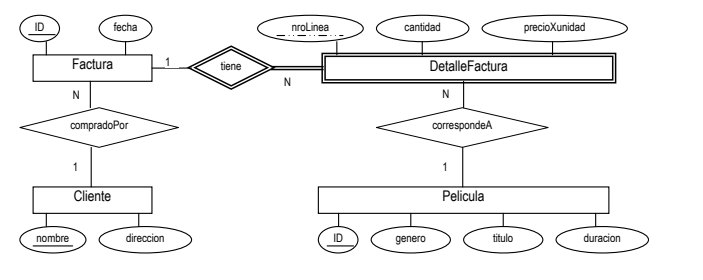 ID fecha nroLinea cantidad precioXunidad
Factura 1 tiene N DetalleFactura
N N
compradoPor correspondeA
1 1
Cliente Pelicula
nombre direccion ID genero titulo duracion